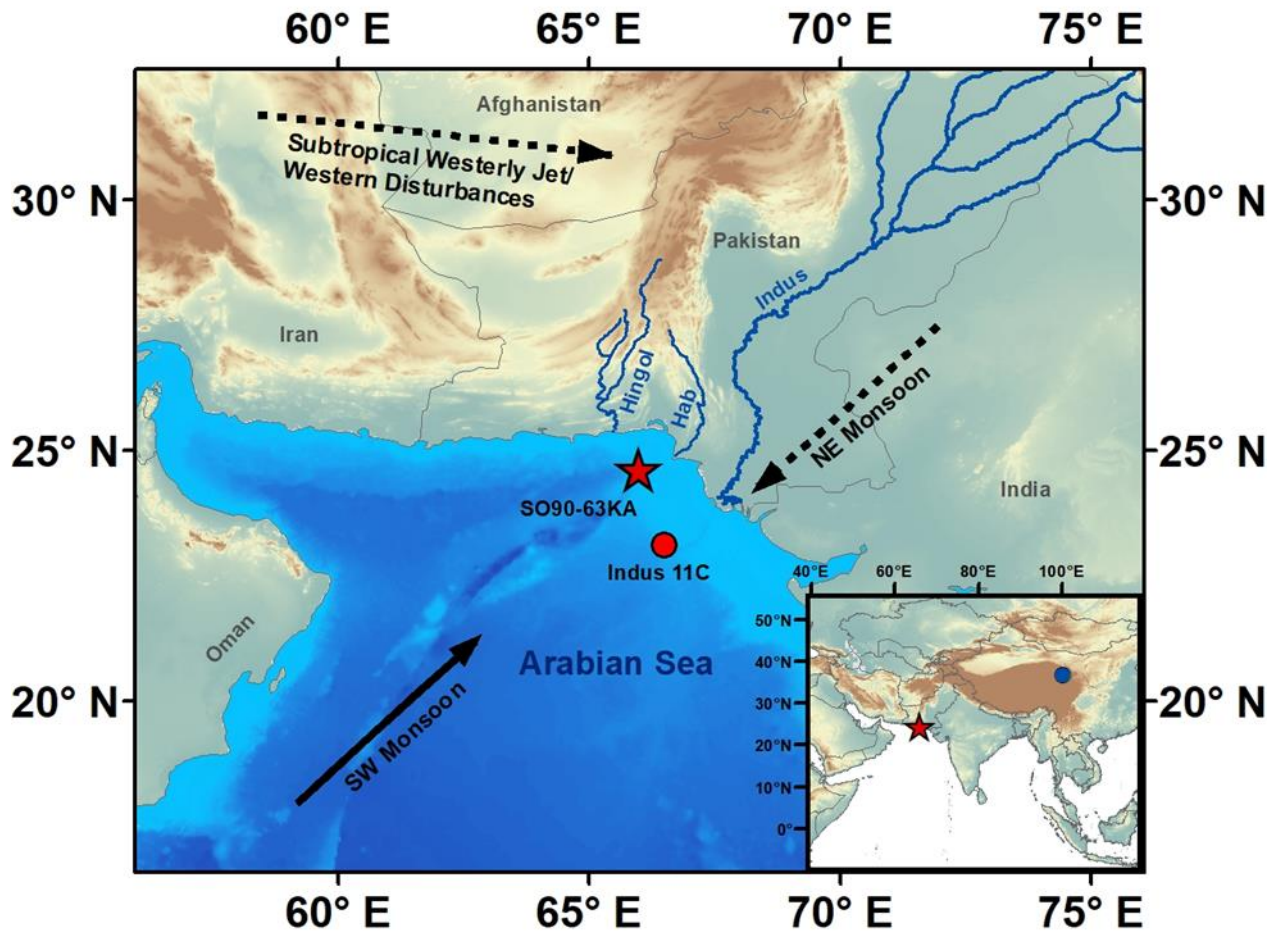 60° E
65° E
70° E
75° E
Afghanistan
Subtropical Westerly Jet/
Western Disturbances
30° N
30° N
Pakistan
Indus
Iran
Hingol
Hab
NE Monsoon
25° N
25° N
SO90-63KA
India
Indus 11C
40°E
60°E
80°E
100°E
50°N
40°N
30°N
20°N
10°N
0°
Oman
Arabian Sea
20° N
20° N
SW Monsoon
60° E
65° E
70° E
75° E